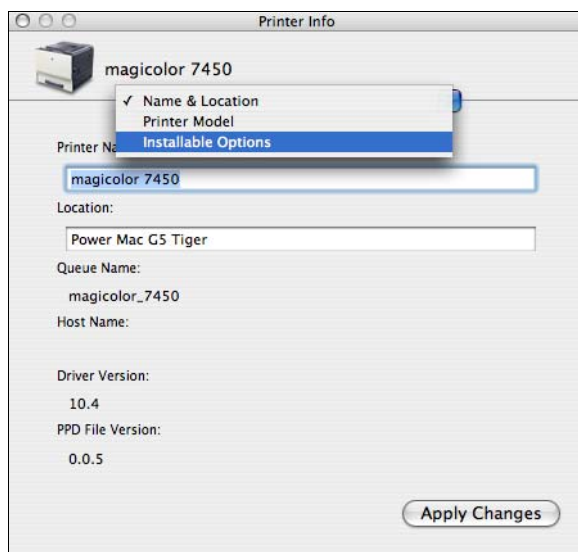 Printer Info
magicolor 7450
✓ Name & Location
Printer Model
Installable Options
Printer Na
magicolor 7450
Location:
Power Mac G5 Tiger
Queue Name:
magicolor_7450
Host Name:
Driver Version:
10.4
PPD File Version:
0.0.5
Apply Changes